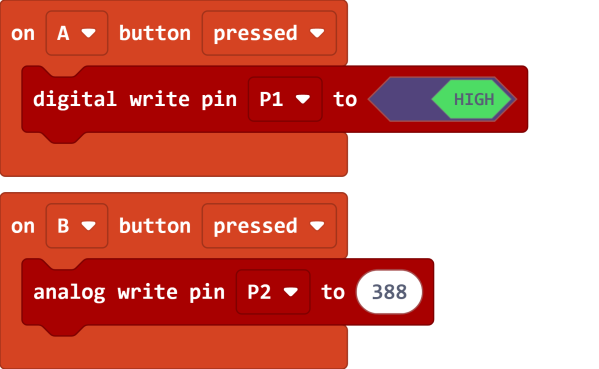 on A button pressed
digital write pin P1 to HIGH
on B button pressed
analog write pin P2 to 388